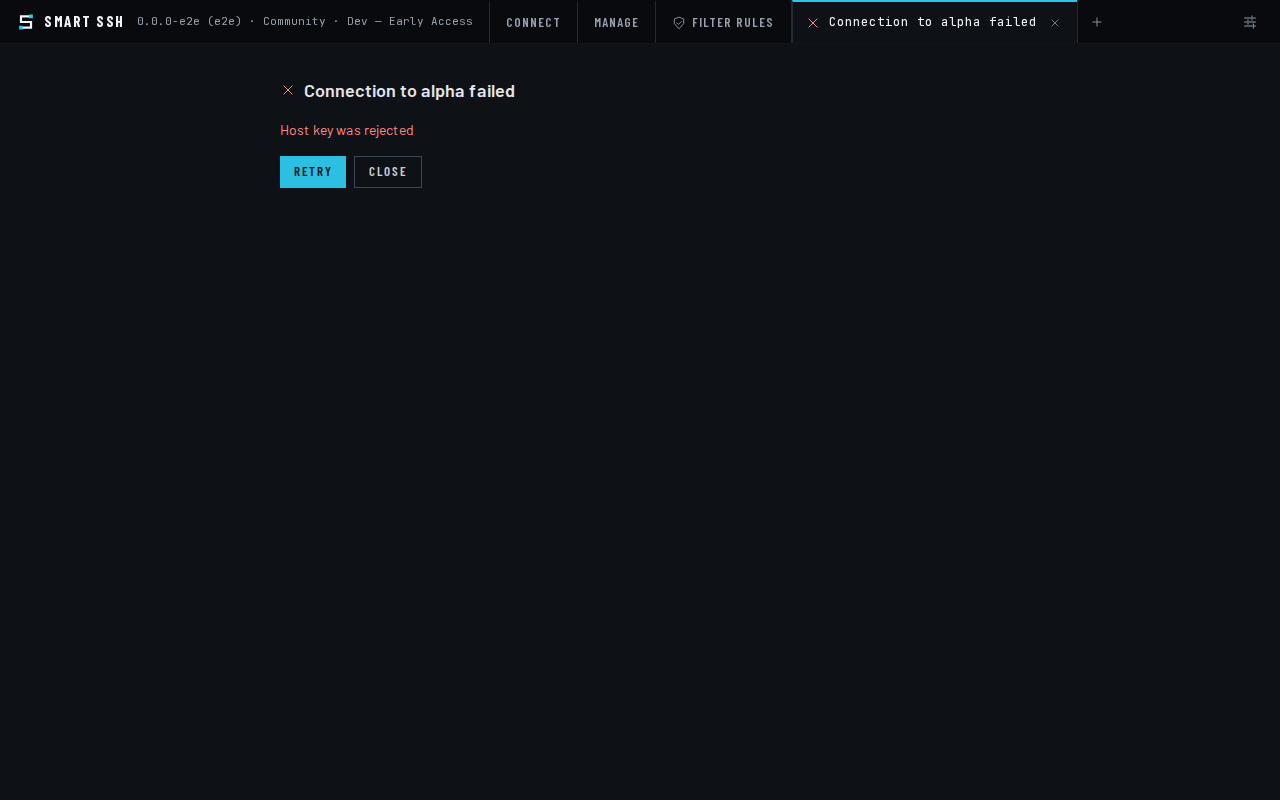 SMART SSH 0.0.0-e2e (e2e) · Community · Dev — Early Access CONNECT MANAGE FILTER RULES Connection to alpha failed
Connection to alpha failed
Host key was rejected
RETRY CLOSE